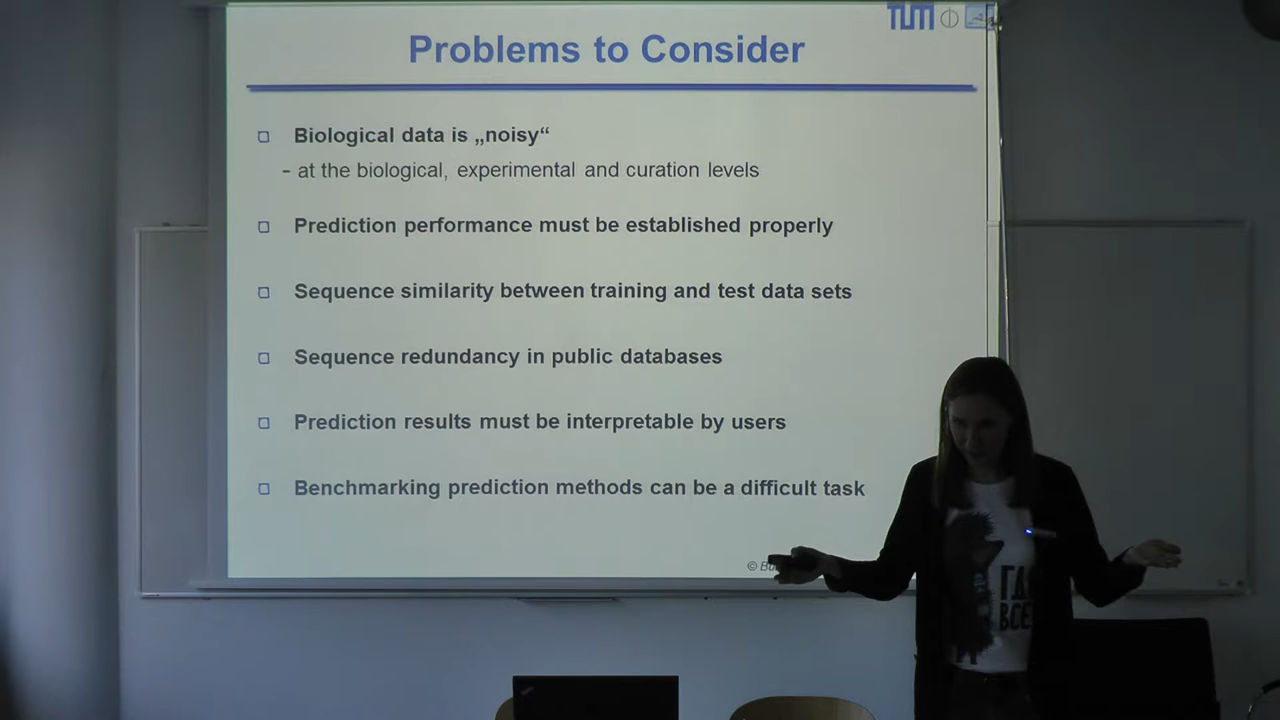 TUM
Problems to Consider
Biological data is „noisy“
- at the biological, experimental and curation levels
Prediction performance must be established properly
Sequence similarity between training and test data sets
Sequence redundancy in public databases
Prediction results must be interpretable by users
Benchmarking prediction methods can be a difficult task
©
ВСЕ